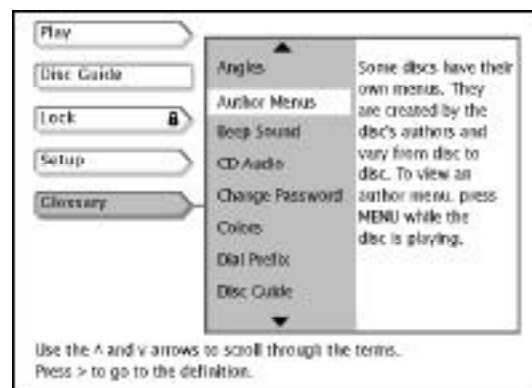 Play
Disc Guide
Lock
Setup
Glossary
Angles
Author Menus
Beep Sound
CD Audio
Change Password
Colors
Dial Prefix
Disc Guide
Some discs have their
own menus. They
are created by the
disc's authors and
vary from disc to
disc. To view an
author menu, press
MENU while the
disc is playing.
Use the ^ and v arrows to scroll through the terms.
Press > to go to the definition.